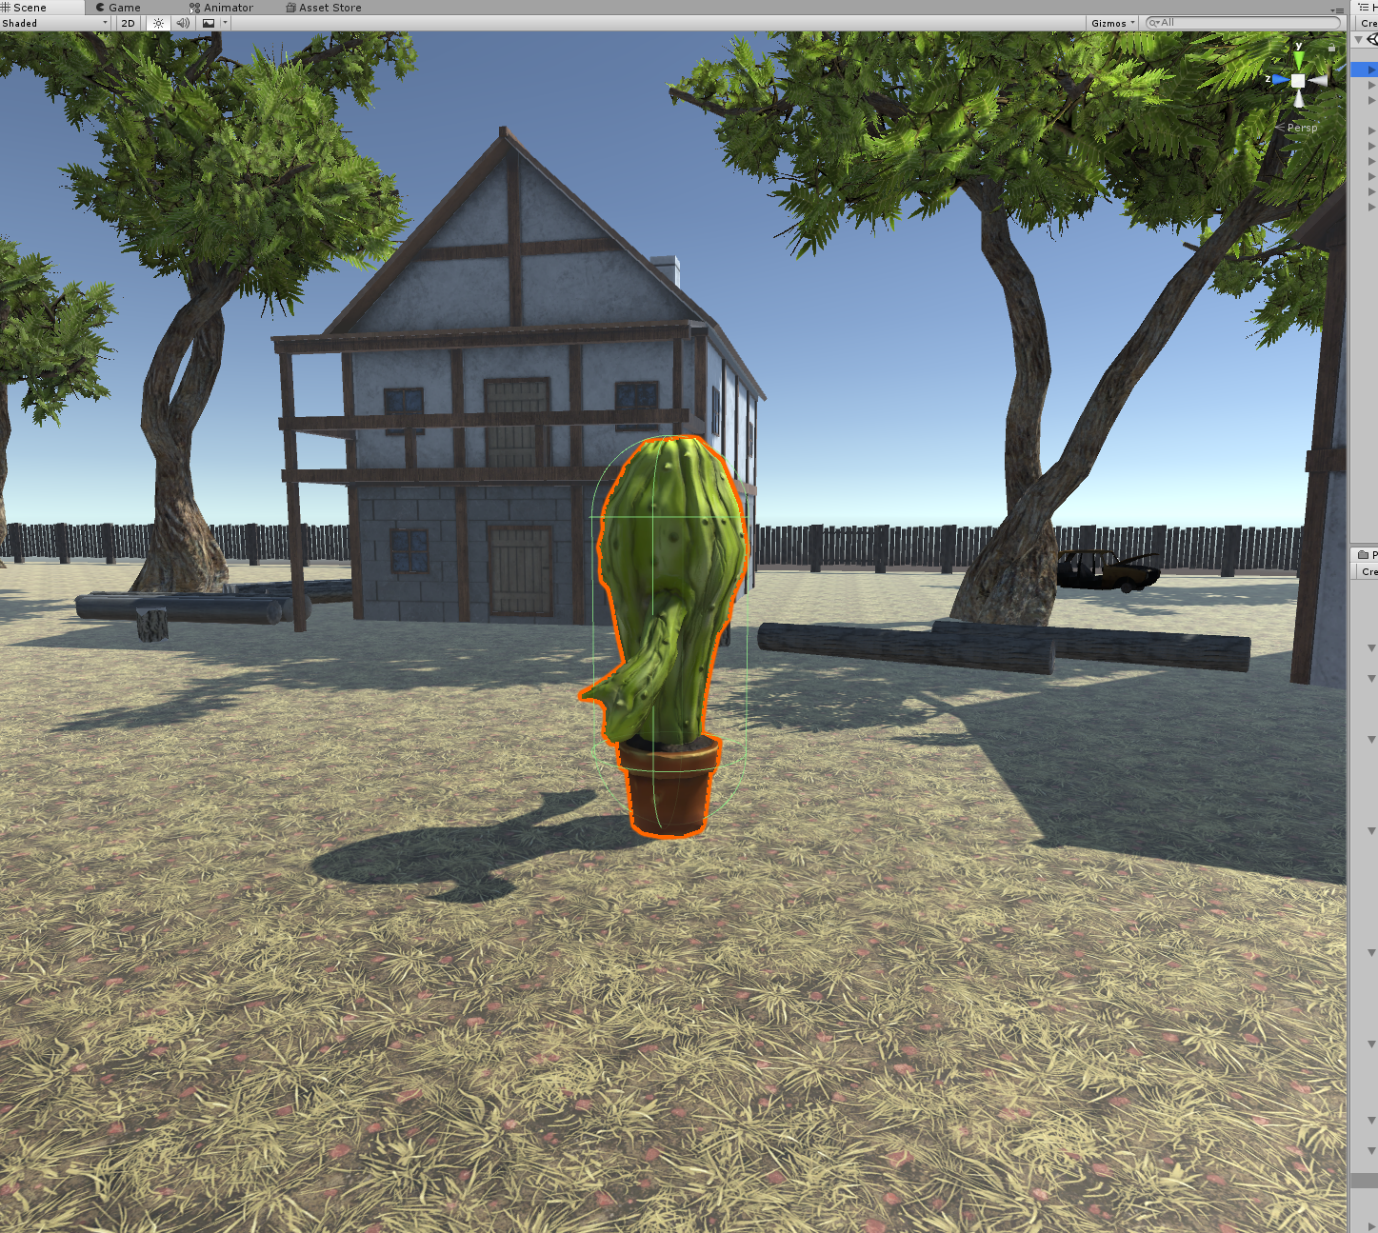 Scene Game Animator Asset Store
Shaded 2D Gizmos All
Cre
y
z
Persp
P
Cre